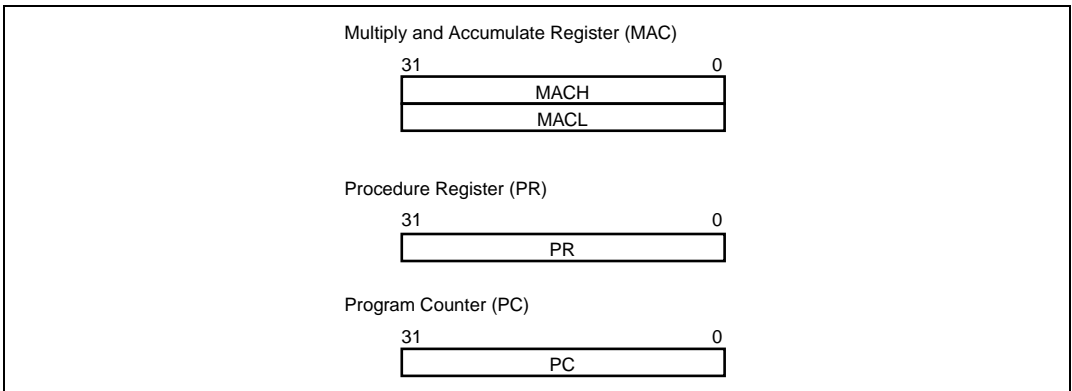 Multiply and Accumulate Register (MAC)
31 0
MACH
MACL
Procedure Register (PR)
31 0
PR
Program Counter (PC)
31 0
PC